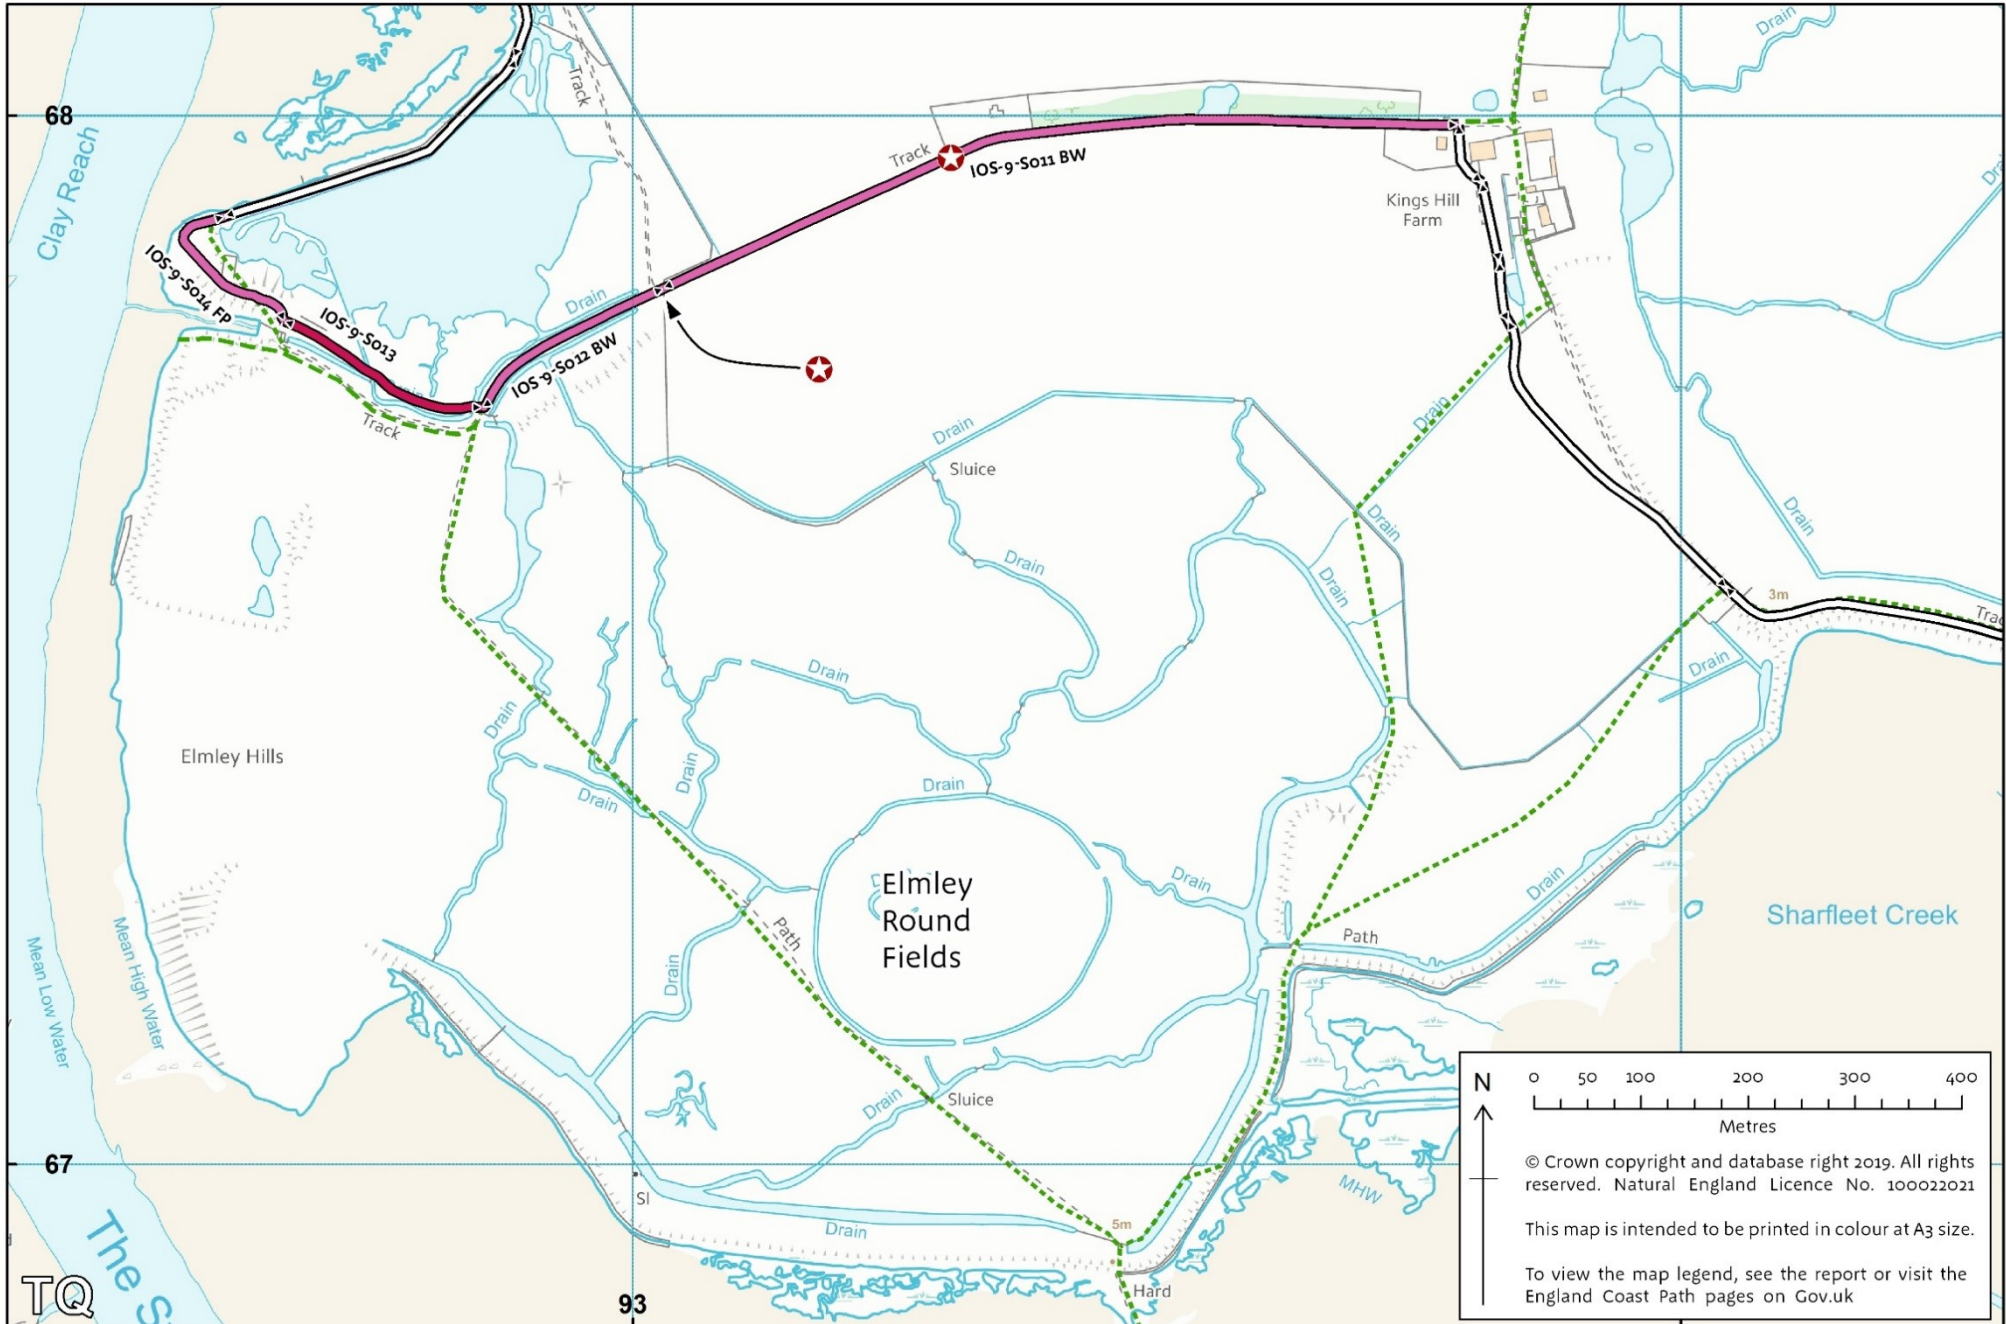 68
Clay Reach
Track
Drain
Drain
Track
IOS-9-S011 BW
Kings Hill
Farm
IOS-9-S014 FP
IOS-9-S013
Drain
IOS-9-S012 BW
Track
Drain
Sluice
Drain
Drain
Drain
Drain
Drain
3m
Drain
Drain
Drain
Elmley Hills
Drain
Drain
Drain
Drain
Elmley
Round
Fields
Drain
Drain
Sharfleet Creek
Path
Path
Mean High Water
Mean Low Water
Drain
Drain
Sluice
67
Sl
Drain
MHW
5m
Hard
The S
TQ
93
N
0 50 100 200 300 400
Metres
© Crown copyright and database right 2019. All rights
reserved. Natural England Licence No. 100022021
This map is intended to be printed in colour at A3 size.
To view the map legend, see the report or visit the
England Coast Path pages on Gov.uk